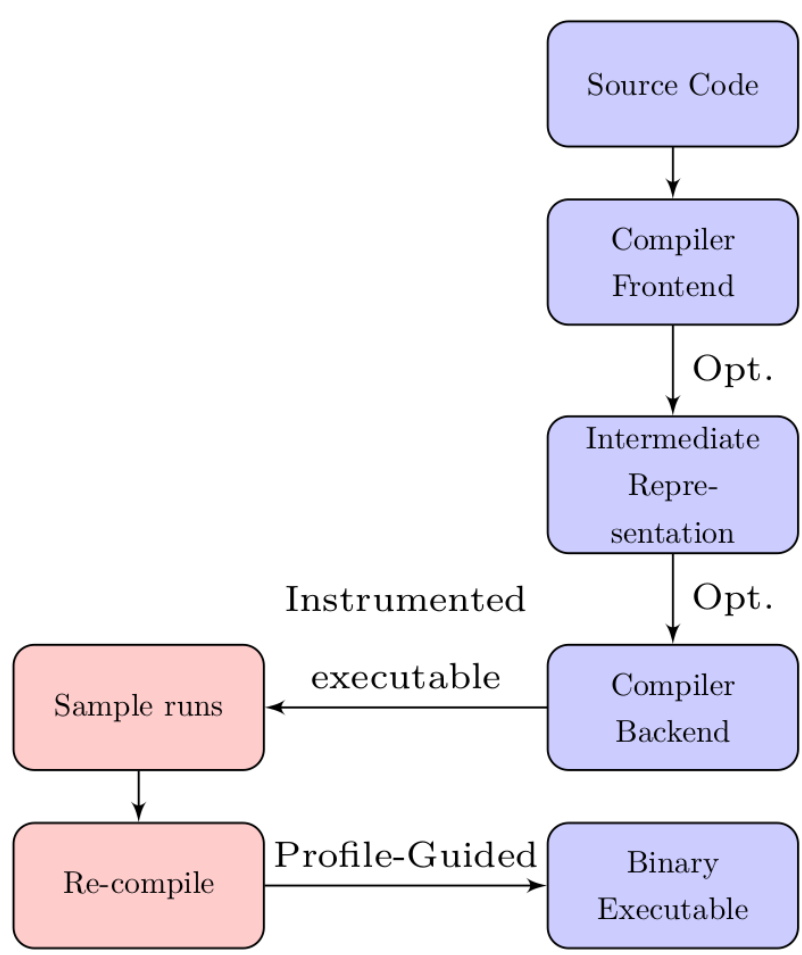 Source Code
Compiler
Frontend
Opt.
Intermediate
Repre-
sentation
Opt.
Instrumented
executable
Compiler
Backend
Sample runs
Re-compile
Profile-Guided
Binary
Executable